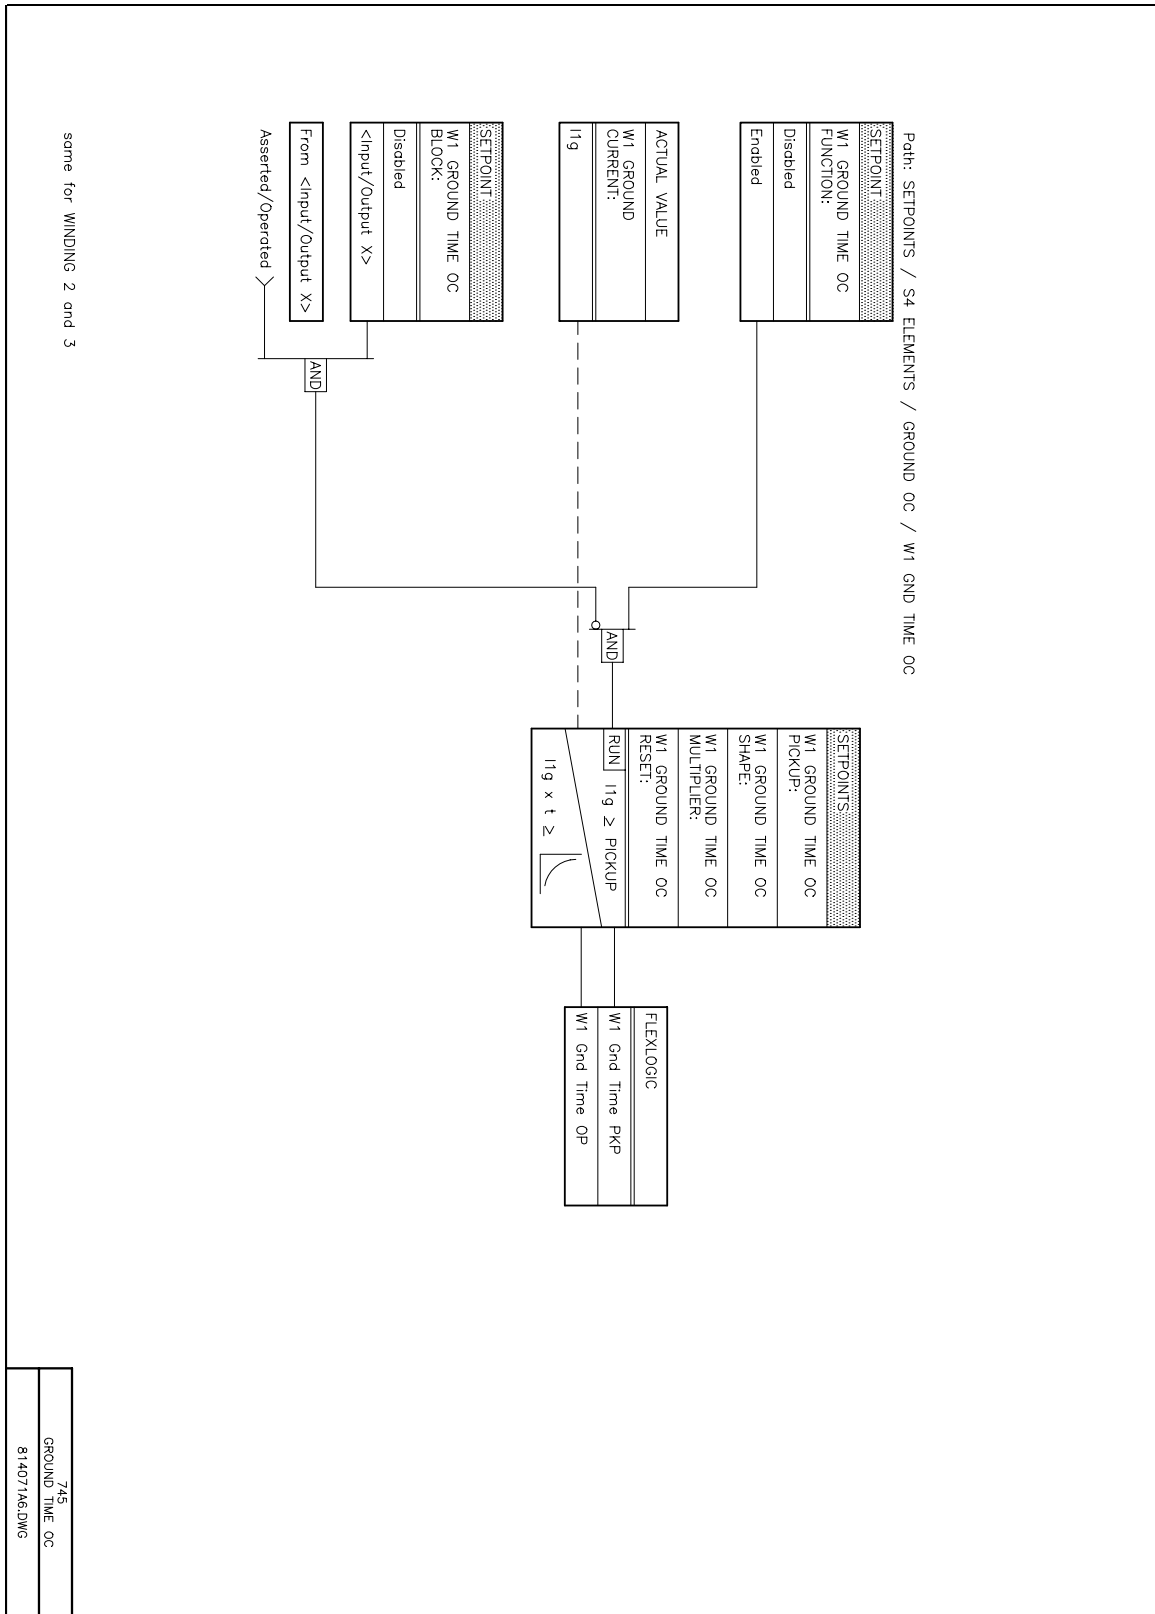 Path: SETPOINTS / S4 ELEMENTS / GROUND OC / W1 GND TIME OC
SETPOINT
W1 GROUND TIME OC
FUNCTION:
Disabled
Enabled
ACTUAL VALUE
W1 GROUND
CURRENT:
I1g
SETPOINT
W1 GROUND TIME OC
BLOCK:
Disabled
<Input/Output X>
From <Input/Output X>
Asserted/Operated
AND
AND
SETPOINTS
W1 GROUND TIME OC
PICKUP:
W1 GROUND TIME OC
SHAPE:
W1 GROUND TIME OC
MULTIPLIER:
W1 GROUND TIME OC
RESET:
RUN I1g ≥ PICKUP
I1g x t ≥
FLEXLOGIC
W1 Gnd Time PKP
W1 Gnd Time OP
same for WINDING 2 and 3
745
GROUND TIME OC
814071A6.DWG